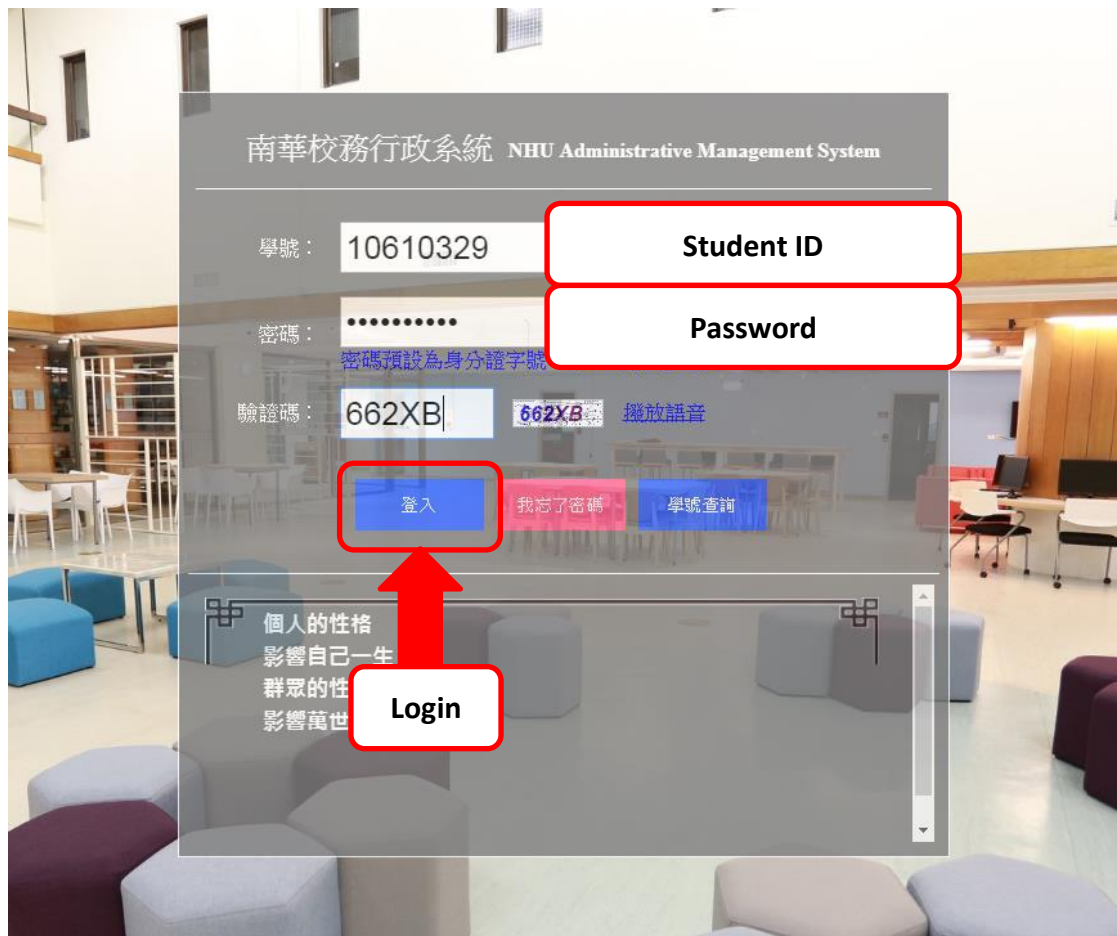 南華校務行政系統 NHU Administrative Management System
學號： 10610329 Student ID
密碼： •••••••••• Password
密碼預設為身分證字號
驗證碼： 662XB 662XB 撥放語音
登入 我忘了密碼 學號查詢
個人的性格
影響自己一生
群眾的性
影響萬世
Login